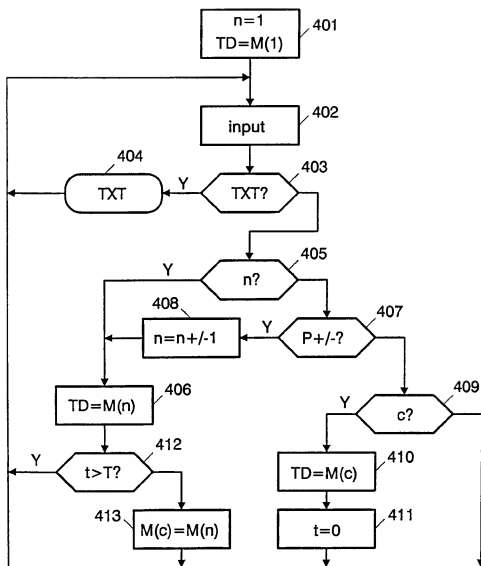 n=1
TD=M(1)
401
input
402
404
TXT
Y
TXT?
403
Y
n?
405
408
n=n+/-1
Y
P+/-?
407
TD=M(n)
406
Y
c?
409
Y
t>T?
412
TD=M(c)
410
413
M(c)=M(n)
t=0
411